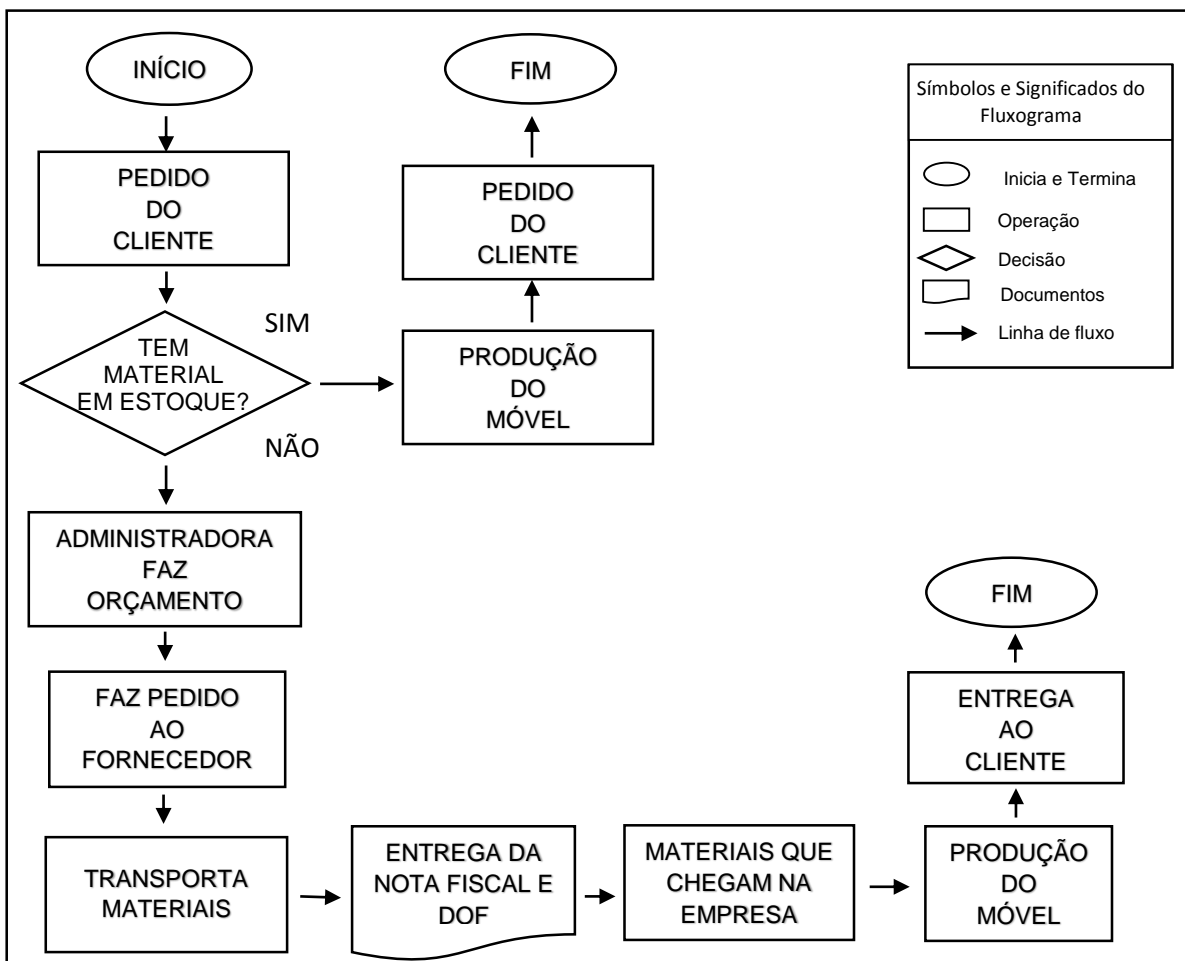 INÍCIO
PEDIDO
DO
CLIENTE
TEM
MATERIAL
EM ESTOQUE?
SIM
NÃO
FIM
PEDIDO
DO
CLIENTE
PRODUÇÃO
DO
MÓVEL
Símbolos e Significados do
Fluxograma
Inicia e Termina
Operação
Decisão
Documentos
Linha de fluxo
ADMINISTRADORA
FAZ
ORÇAMENTO
FAZ PEDIDO
AO
FORNECEDOR
TRANSPORTA
MATERIAIS
ENTREGA DA
NOTA FISCAL E
DOF
MATERIAIS QUE
CHEGAM NA
EMPRESA
PRODUÇÃO
DO
MÓVEL
ENTREGA
AO
CLIENTE
FIM